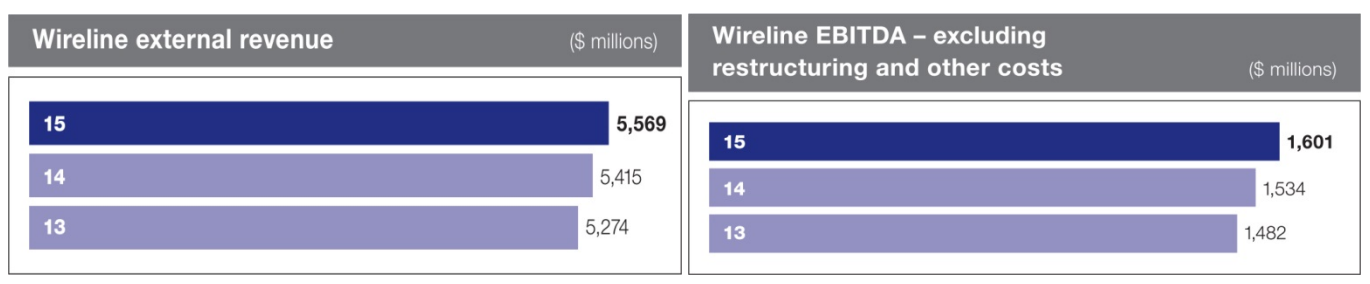 Wireline external revenue ($ millions)
15 5,569
14 5,415
13 5,274
Wireline EBITDA – excluding
restructuring and other costs ($ millions)
15 1,601
14 1,534
13 1,482